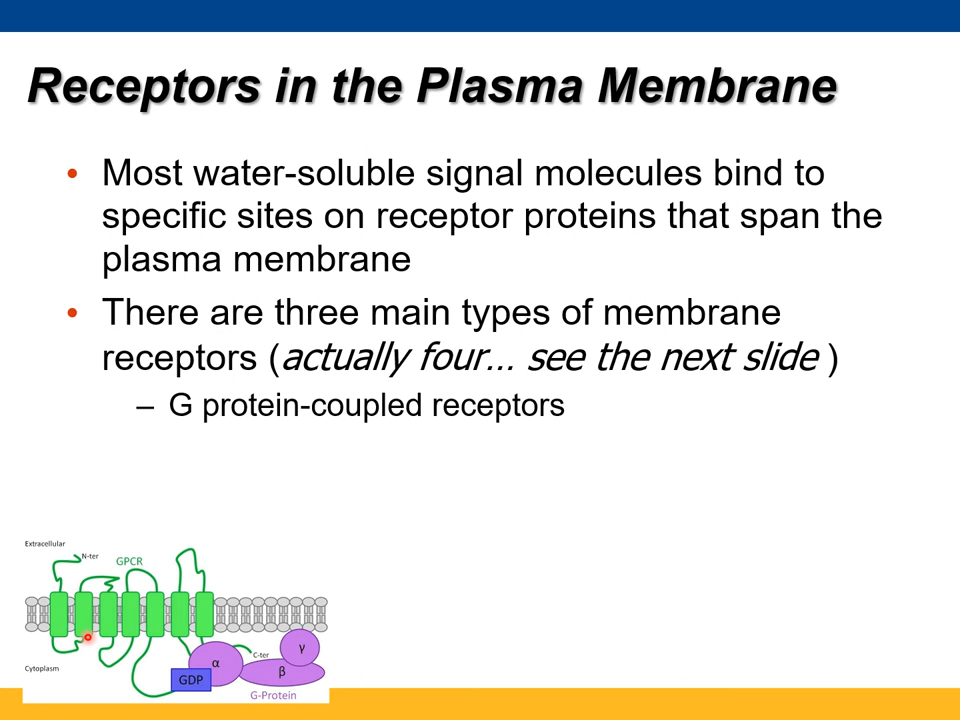 Receptors in the Plasma Membrane
• Most water-soluble signal molecules bind to
specific sites on receptor proteins that span the
plasma membrane
• There are three main types of membrane
receptors (actually four... see the next slide )
– G protein-coupled receptors
Extracellular
N-ter
GPCR
γ
C-ter
α
Cytoplasm
β
GDP
G-Protein